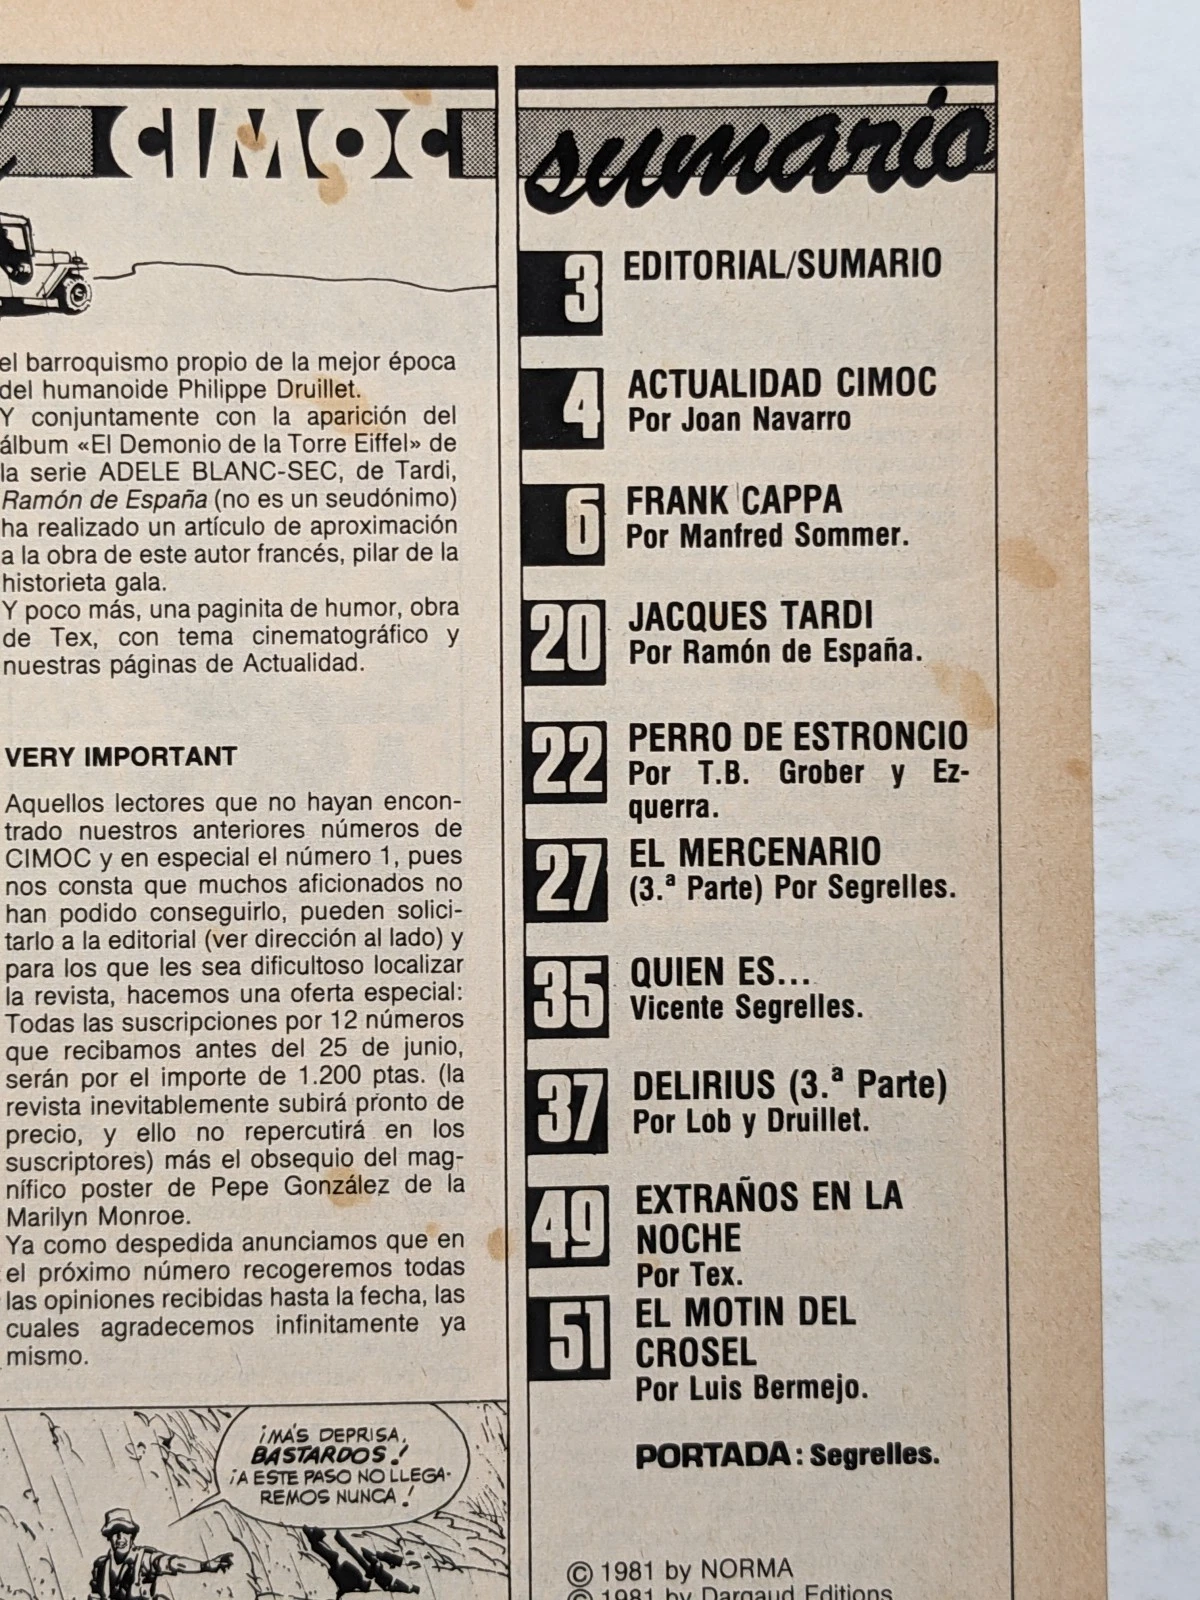 CIMOC
el barroquismo propio de la mejor época
del humanoide Philippe Druillet.
Y conjuntamente con la aparición del
álbum «El Demonio de la Torre Eiffel» de
la serie ADELE BLANC-SEC, de Tardi,
Ramón de España (no es un seudónimo)
ha realizado un artículo de aproximación
a la obra de este autor francés, pilar de la
historieta gala.
Y poco más, una paginita de humor, obra
de Tex, con tema cinematográfico y
nuestras páginas de Actualidad.
VERY IMPORTANT
Aquellos lectores que no hayan encon-
trado nuestros anteriores números de
CIMOC y en especial el número 1, pues
nos consta que muchos aficionados no
han podido conseguirlo, pueden solici-
tarlo a la editorial (ver dirección al lado) y
para los que les sea dificultoso localizar
la revista, hacemos una oferta especial:
Todas las suscripciones por 12 números
que recibamos antes del 25 de junio,
serán por el importe de 1.200 ptas. (la
revista inevitablemente subirá pronto de
precio, y ello no repercutirá en los
suscriptores) más el obsequio del mag-
nífico poster de Pepe González de la
Marilyn Monroe.
Ya como despedida anunciamos que en
el próximo número recogeremos todas
las opiniones recibidas hasta la fecha, las
cuales agradecemos infinitamente ya
mismo.
¡MÁS DEPRISA,
BASTARDOS!
¡A ESTE PASO NO LLEGA-
REMOS NUNCA!
sumario
3 EDITORIAL/SUMARIO
4 ACTUALIDAD CIMOC
Por Joan Navarro
6 FRANK CAPPA
Por Manfred Sommer.
20 JACQUES TARDI
Por Ramón de España.
22 PERRO DE ESTRONCIO
Por T.B. Grober y Ez-
querra.
27 EL MERCENARIO
(3.ª Parte) Por Segrelles.
35 QUIEN ES...
Vicente Segrelles.
37 DELIRIUS (3.ª Parte)
Por Lob y Druillet.
49 EXTRAÑOS EN LA
NOCHE
Por Tex.
51 EL MOTIN DEL
CROSEL
Por Luis Bermejo.
PORTADA: Segrelles.
© 1981 by NORMA
© 1981 by Dargaud Editions